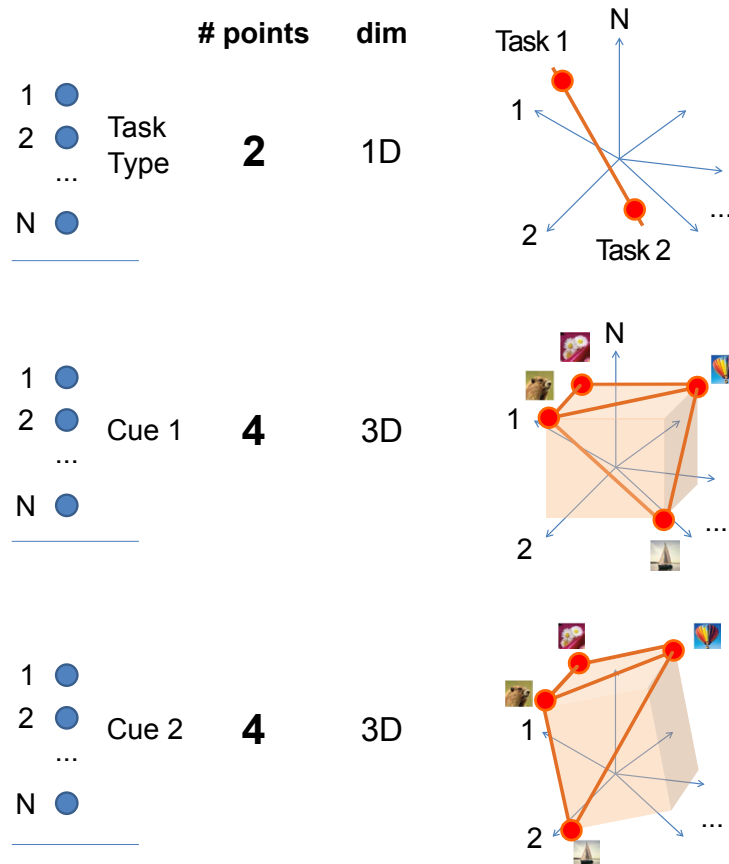 # points dim
Task 1
N
1
1
2
Task
Type
2
1D
...
N
2
...
Task 2
N
1
2
Cue 1
4
3D
1
...
N
2
...
1
2
Cue 2
4
3D
1
...
N
2
...